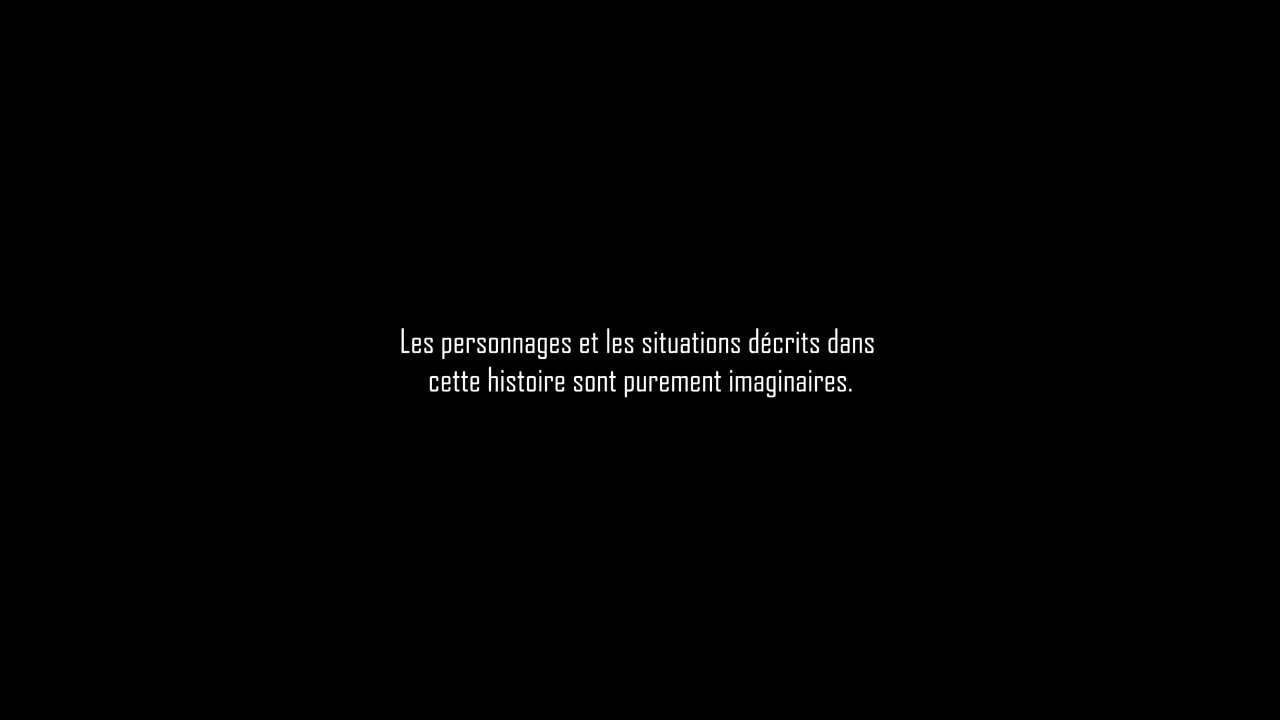 Les personnages et les situations décrits dans
cette histoire sont purement imaginaires.